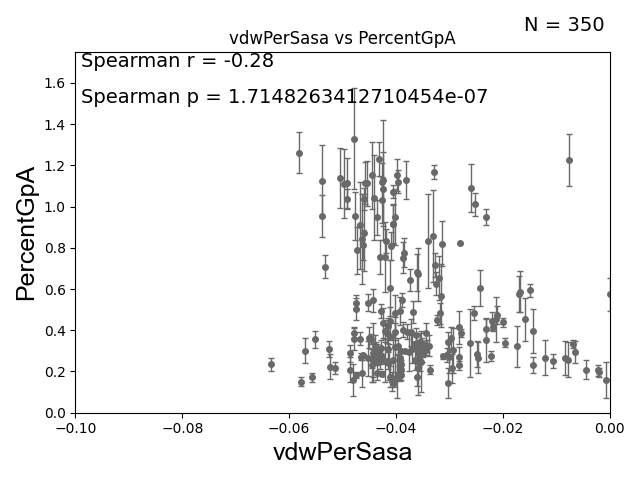 N = 350
vdwPerSasa vs PercentGpA
Spearman r = -0.28
Spearman p = 1.7148263412710454e-07
PercentGpA
1.6
1.4
1.2
1.0
0.8
0.6
0.4
0.2
0.0
−0.10 −0.08 −0.06 −0.04 −0.02 0.00
vdwPerSasa